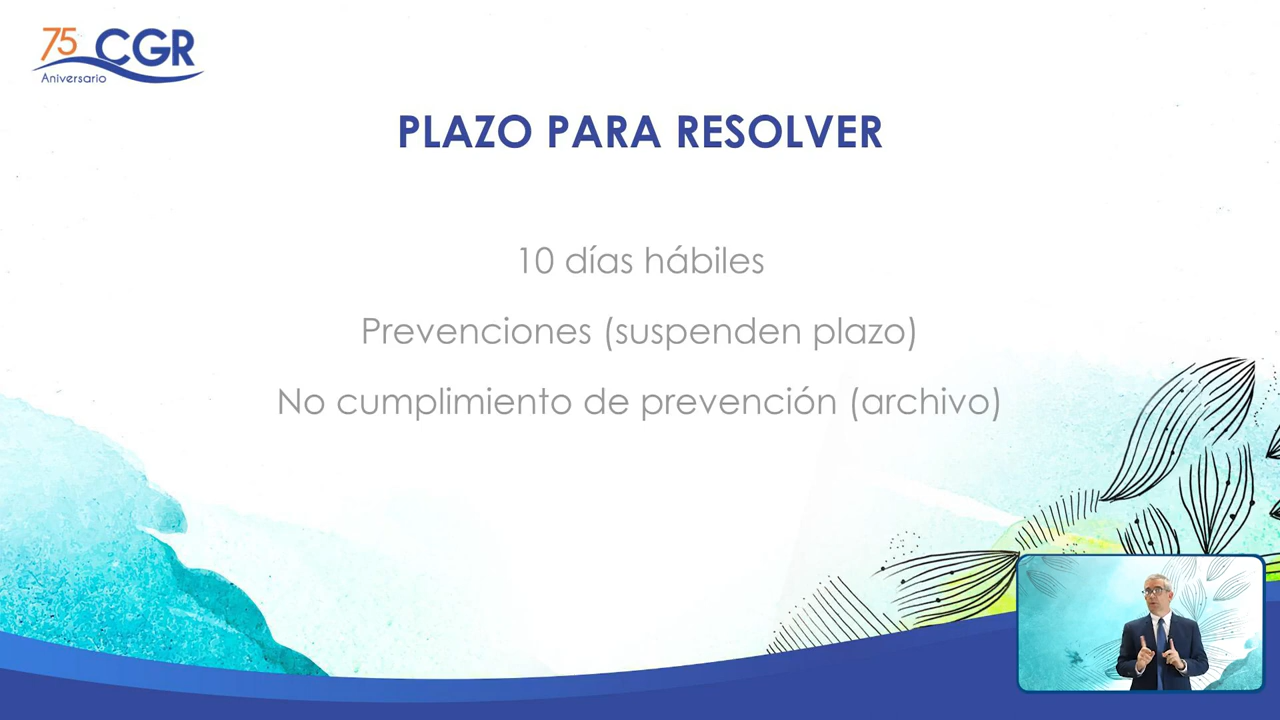 75 CGR
Aniversario
PLAZO PARA RESOLVER
10 días hábiles
Prevenciones (suspenden plazo)
No cumplimiento de prevención (archivo)